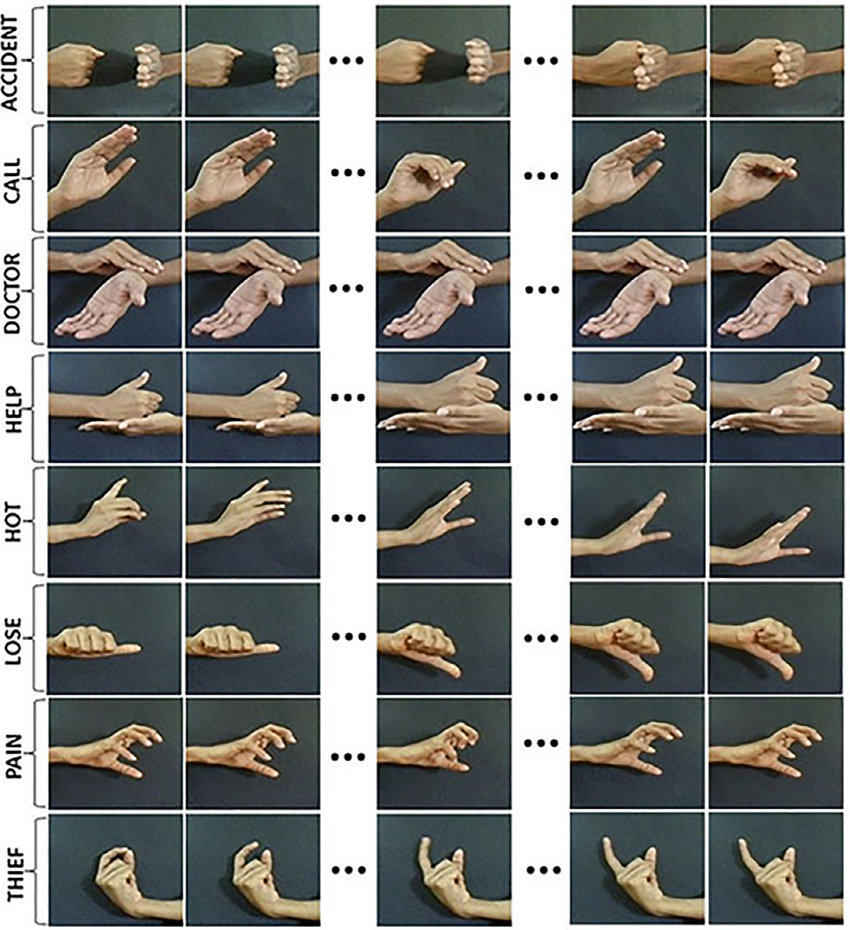 ACCIDENT
CALL
DOCTOR
HELP
HOT
LOSE
PAIN
THIEF